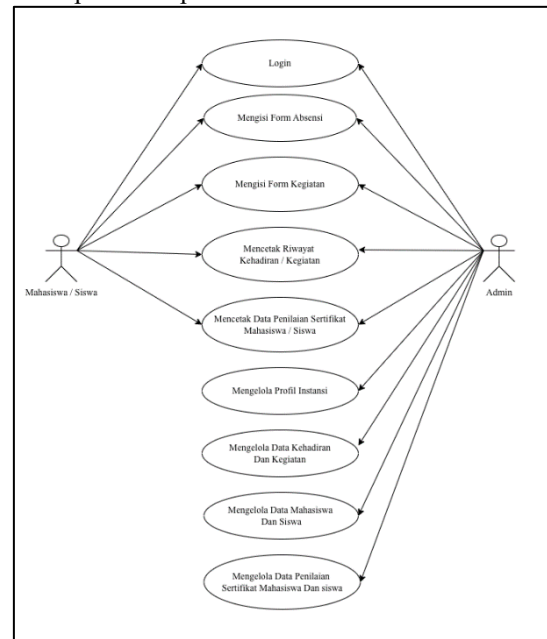 Login
Mengisi Form Absensi
Mengisi Form Kegiatan
Mencetak Riwayat
Kehadiran / Kegiatan
Mahasiswa / Siswa
Admin
Mencetak Data Penilaian Sertifikat
Mahasiswa / Siswa
Mengelola Profil Instansi
Mengelola Data Kehadiran
Dan Kegiatan
Mengelola Data Mahasiswa
Dan Siswa
Mengelola Data Penilaian
Sertifikat Mahasiswa Dan siswa